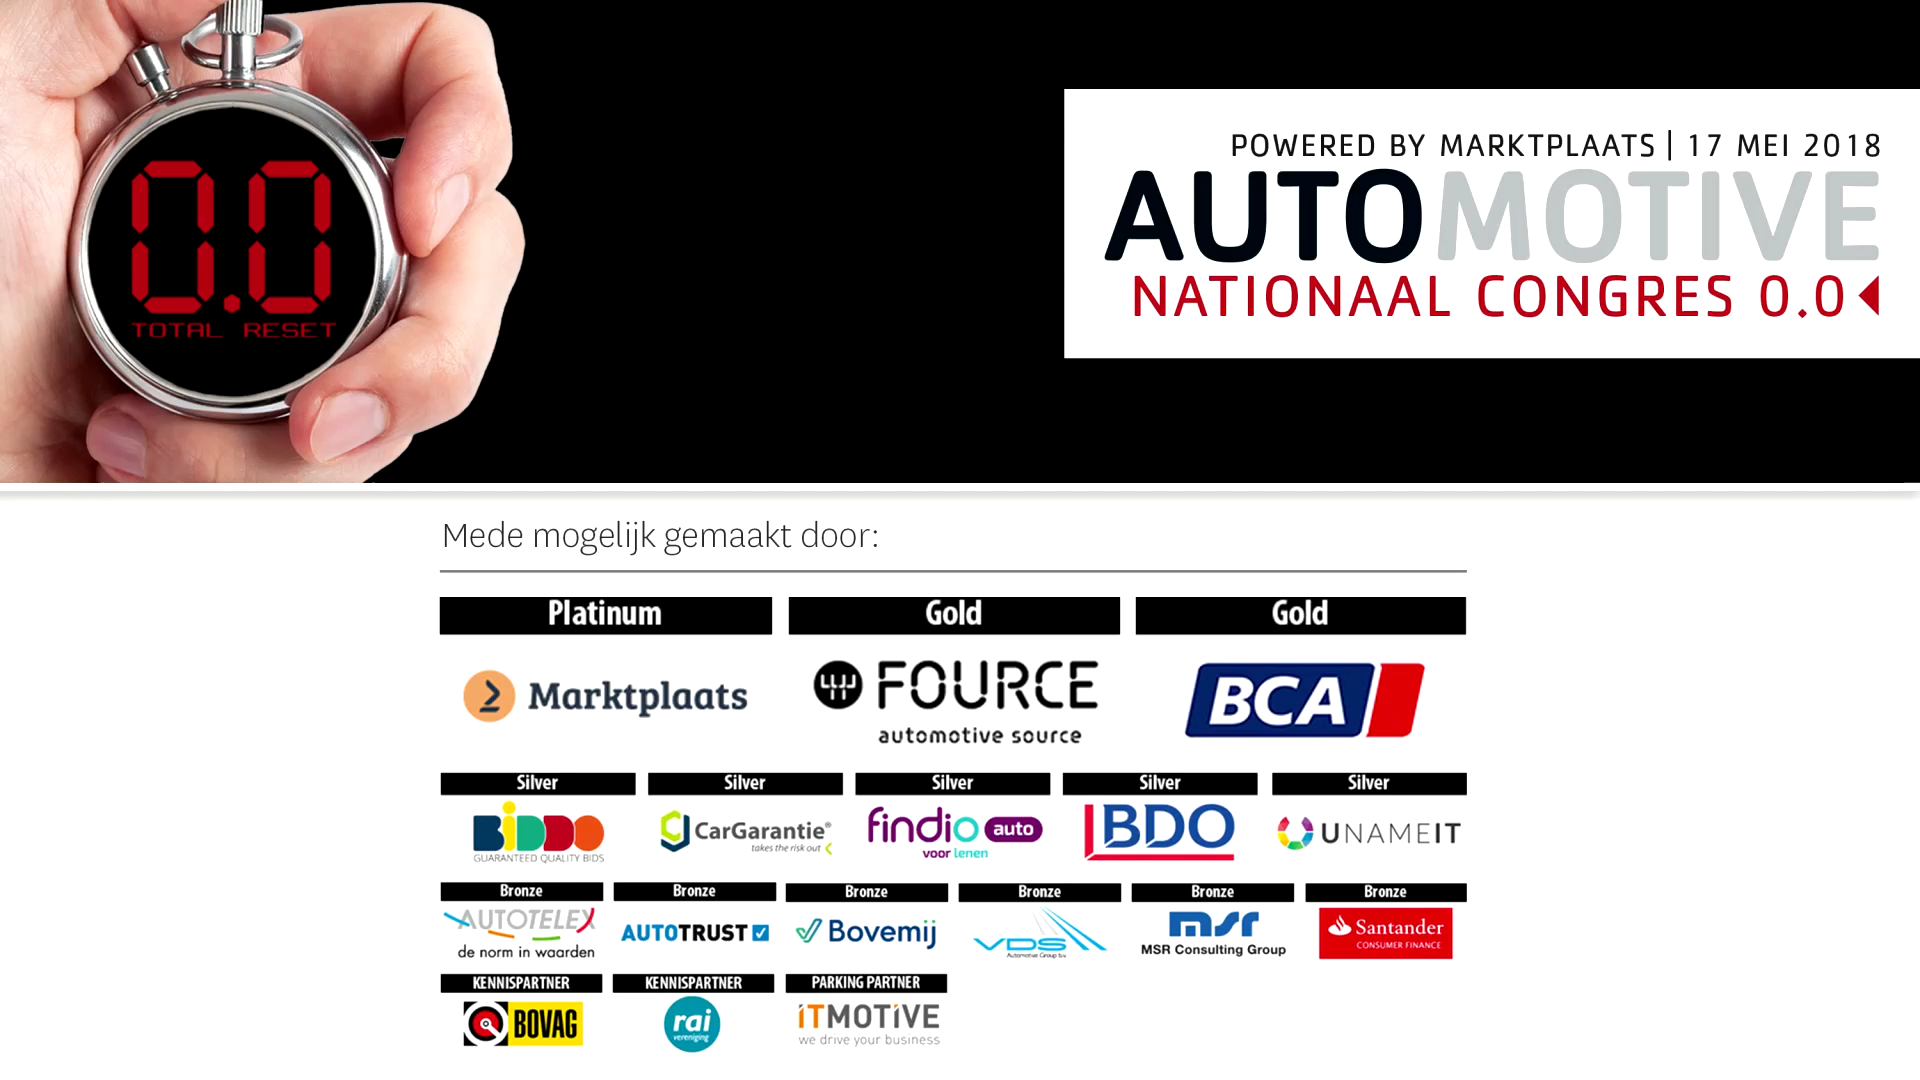 0.0
TOTAL RESET
POWERED BY MARKTPLAATS | 17 MEI 2018
AUTOMOTIVE
NATIONAAL CONGRES 0.0
Mede mogelijk gemaakt door:
Platinum Gold Gold
Marktplaats
FOURCE
automotive source
BCA
Silver Silver Silver Silver Silver
BiDDO
GUARANTEED QUALITY BIDS
CarGarantie®
takes the risk out
findio auto
voor lenen
BDO
UNAMEIT
Bronze Bronze Bronze Bronze Bronze Bronze
AUTOTELEX
de norm in waarden
AUTOTRUST
Bovemij
VDS
Automotive Group b.v.
msr
MSR Consulting Group
Santander
CONSUMER FINANCE
KENNISPARTNER KENNISPARTNER PARKING PARTNER
BOVAG
rai
vereniging
iTMOTiVE
we drive your business